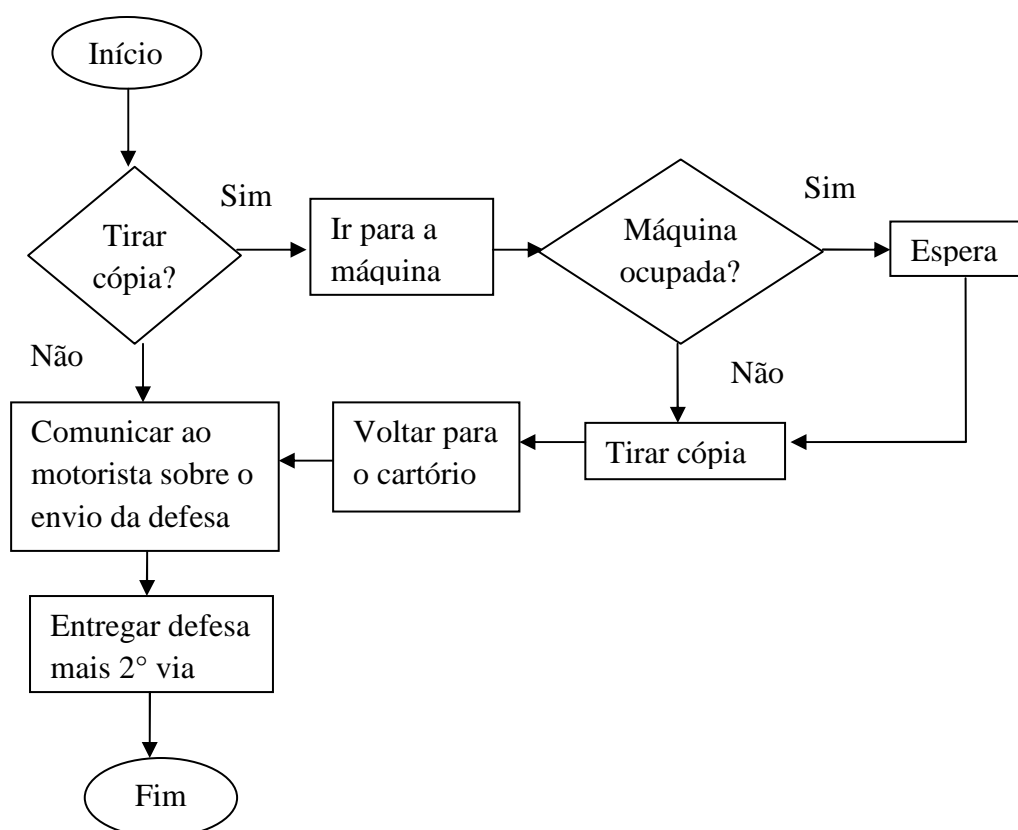 Início
Tirar
cópia?
Sim
Ir para a
máquina
Máquina
ocupada?
Sim
Espera
Não
Não
Tirar cópia
Voltar para
o cartório
Comunicar ao
motorista sobre o
envio da defesa
Entregar defesa
mais 2° via
Fim